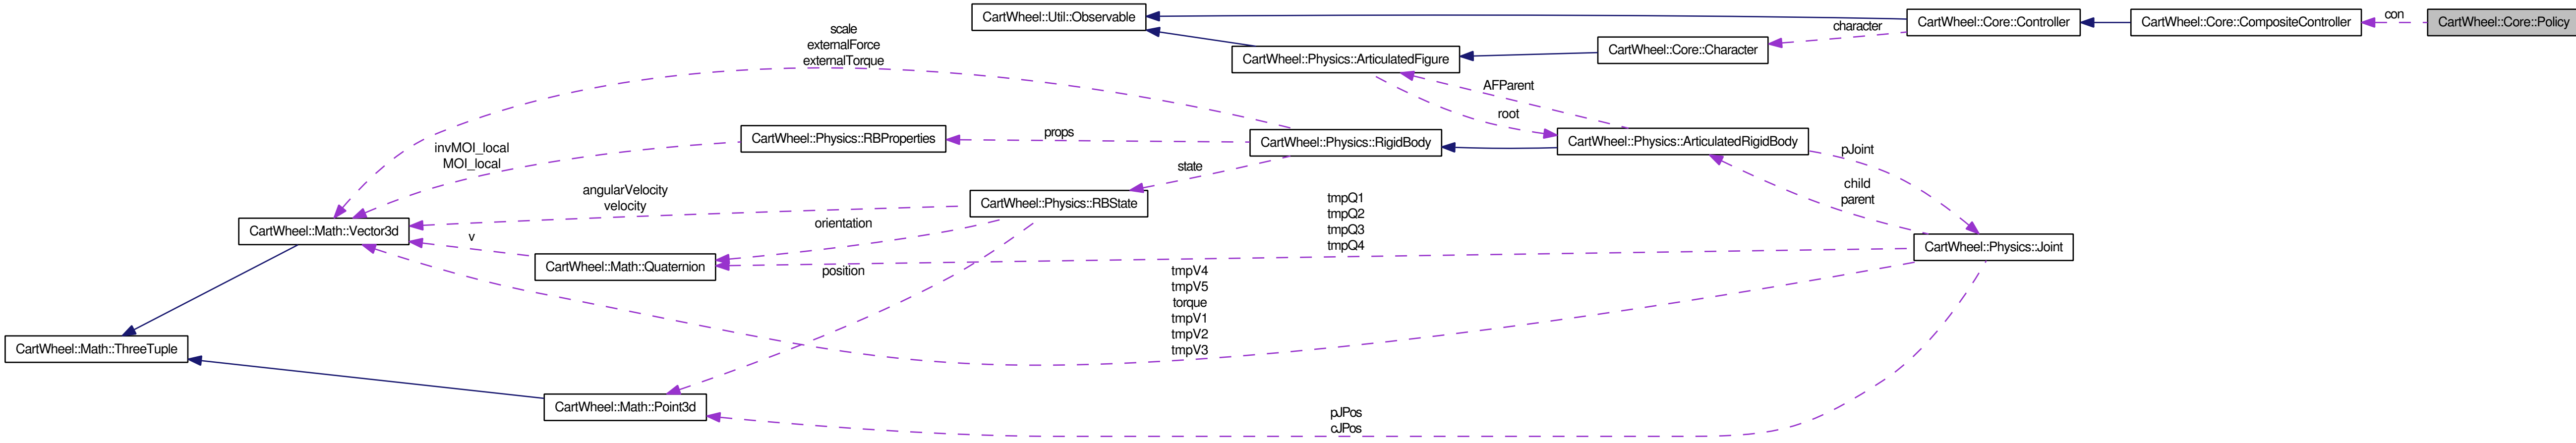 CartWheel::Util::Observable
CartWheel::Core::Controller
CartWheel::Core::CompositeController
con
CartWheel::Core::Policy
character
scale
externalForce
externalTorque
CartWheel::Core::Character
CartWheel::Physics::ArticulatedFigure
AFParent
root
CartWheel::Physics::RBProperties
props
CartWheel::Physics::RigidBody
CartWheel::Physics::ArticulatedRigidBody
pJoint
invMOI_local
MOI_local
state
angularVelocity
velocity
CartWheel::Physics::RBState
child
parent
tmpQ1
tmpQ2
tmpQ3
tmpQ4
orientation
CartWheel::Math::Vector3d
v
CartWheel::Physics::Joint
CartWheel::Math::Quaternion
position
tmpV4
tmpV5
torque
tmpV1
tmpV2
tmpV3
CartWheel::Math::ThreeTuple
CartWheel::Math::Point3d
pJPos
cJPos